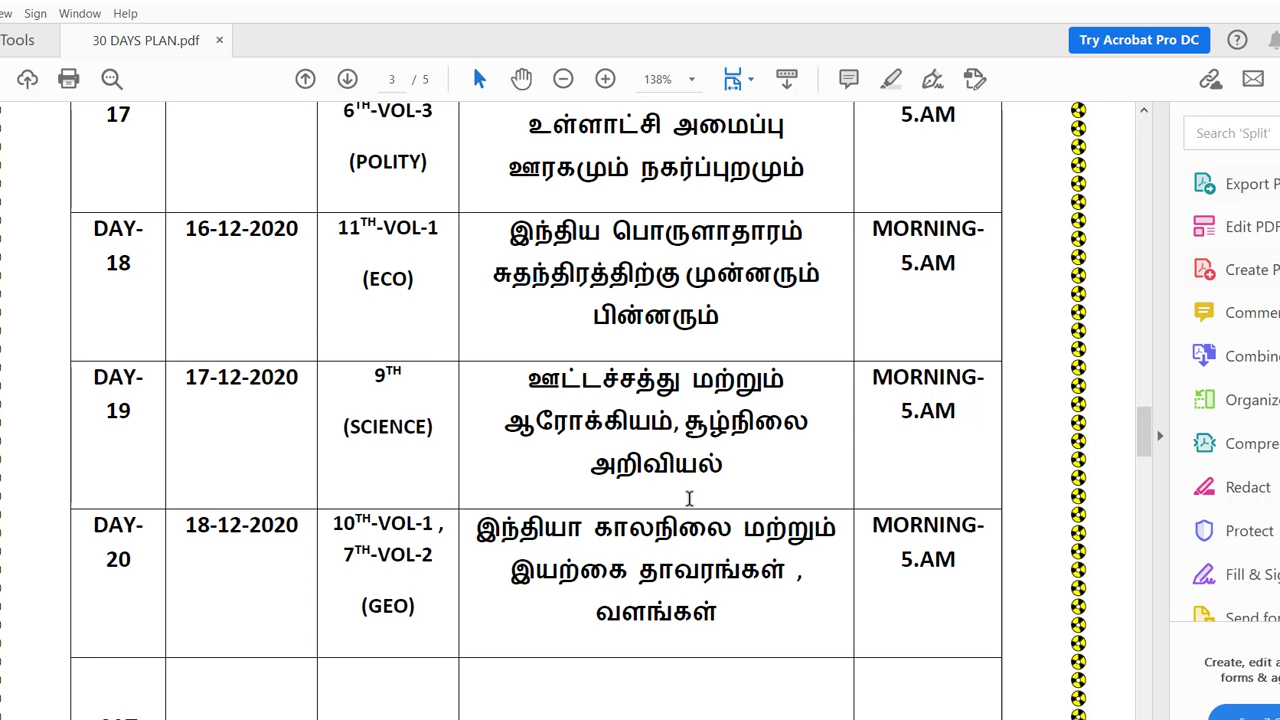 Sign Window Help
Tools 30 DAYS PLAN.pdf × Try Acrobat Pro DC
3 / 5 138%
17 6TH-VOL-3 உள்ளாட்சி அமைப்பு 5.AM
(POLITY) ஊரகமும் நகர்ப்புறமும்
DAY- 16-12-2020 11TH-VOL-1 இந்திய பொருளாதாரம் MORNING-
18 (ECO) சுதந்திரத்திற்கு முன்னரும் 5.AM
பின்னரும்
DAY- 17-12-2020 9TH ஊட்டச்சத்து மற்றும் MORNING-
19 (SCIENCE) ஆரோக்கியம், சூழ்நிலை 5.AM
அறிவியல்
DAY- 18-12-2020 10TH-VOL-1 , இந்தியா காலநிலை மற்றும் MORNING-
20 7TH-VOL-2 இயற்கை தாவரங்கள் , 5.AM
(GEO) வளங்கள்
Search 'Split'
Export P
Edit PDF
Create P
Comme
Combin
Organiz
Compre
Redact
Protect
Fill & Si
Send fo
Create, edit a
forms & ag